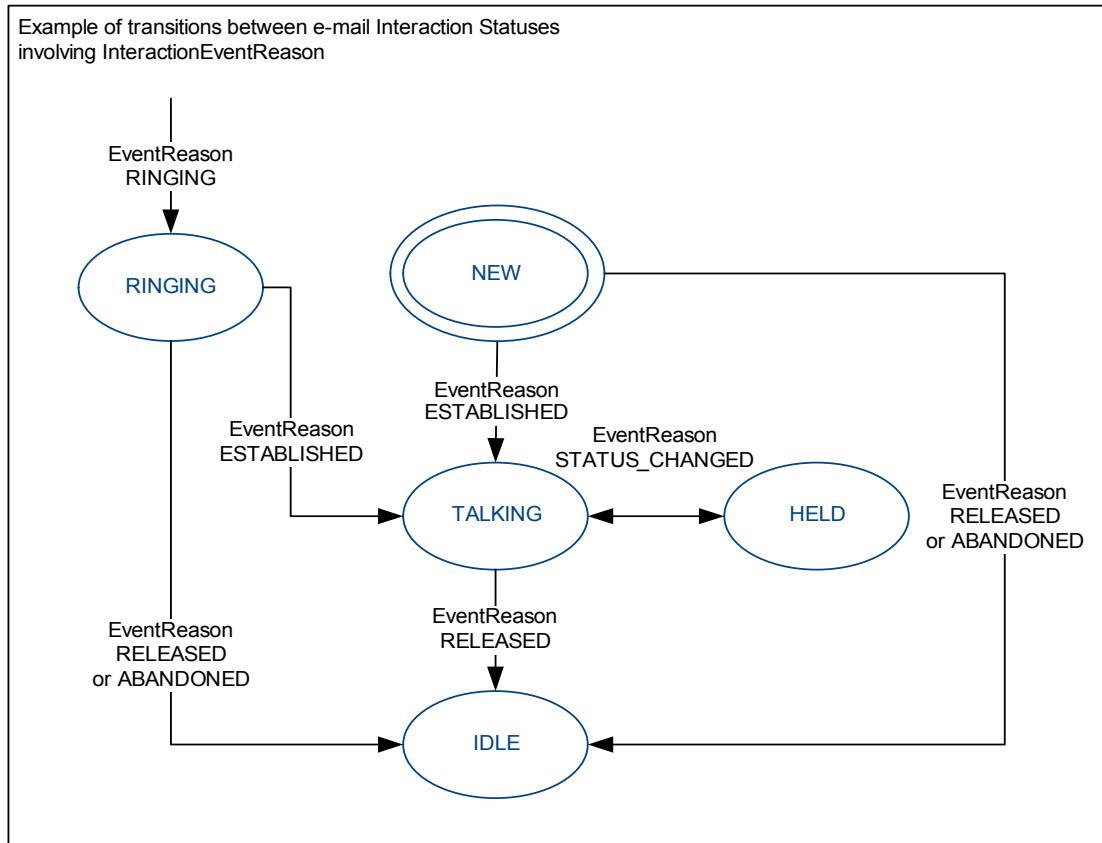 Example of transitions between e-mail Interaction Statuses
involving InteractionEventReason
EventReason
RINGING
RINGING
NEW
EventReason
ESTABLISHED
EventReason
ESTABLISHED
EventReason
STATUS_CHANGED
TALKING
HELD
EventReason
RELEASED
or ABANDONED
EventReason
RELEASED
EventReason
RELEASED
or ABANDONED
IDLE